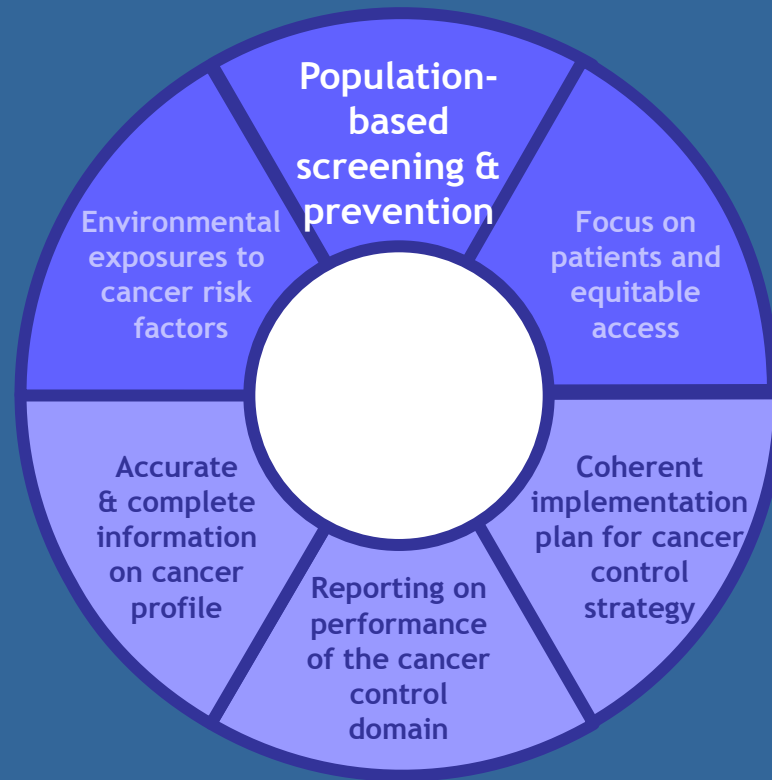 Population-
based
screening &
prevention
Focus on
patients and
equitable
access
Coherent
implementation
plan for cancer
control
strategy
Reporting on
performance
of the cancer
control
domain
Accurate
& complete
information
on cancer
profile
Environmental
exposures to
cancer risk
factors